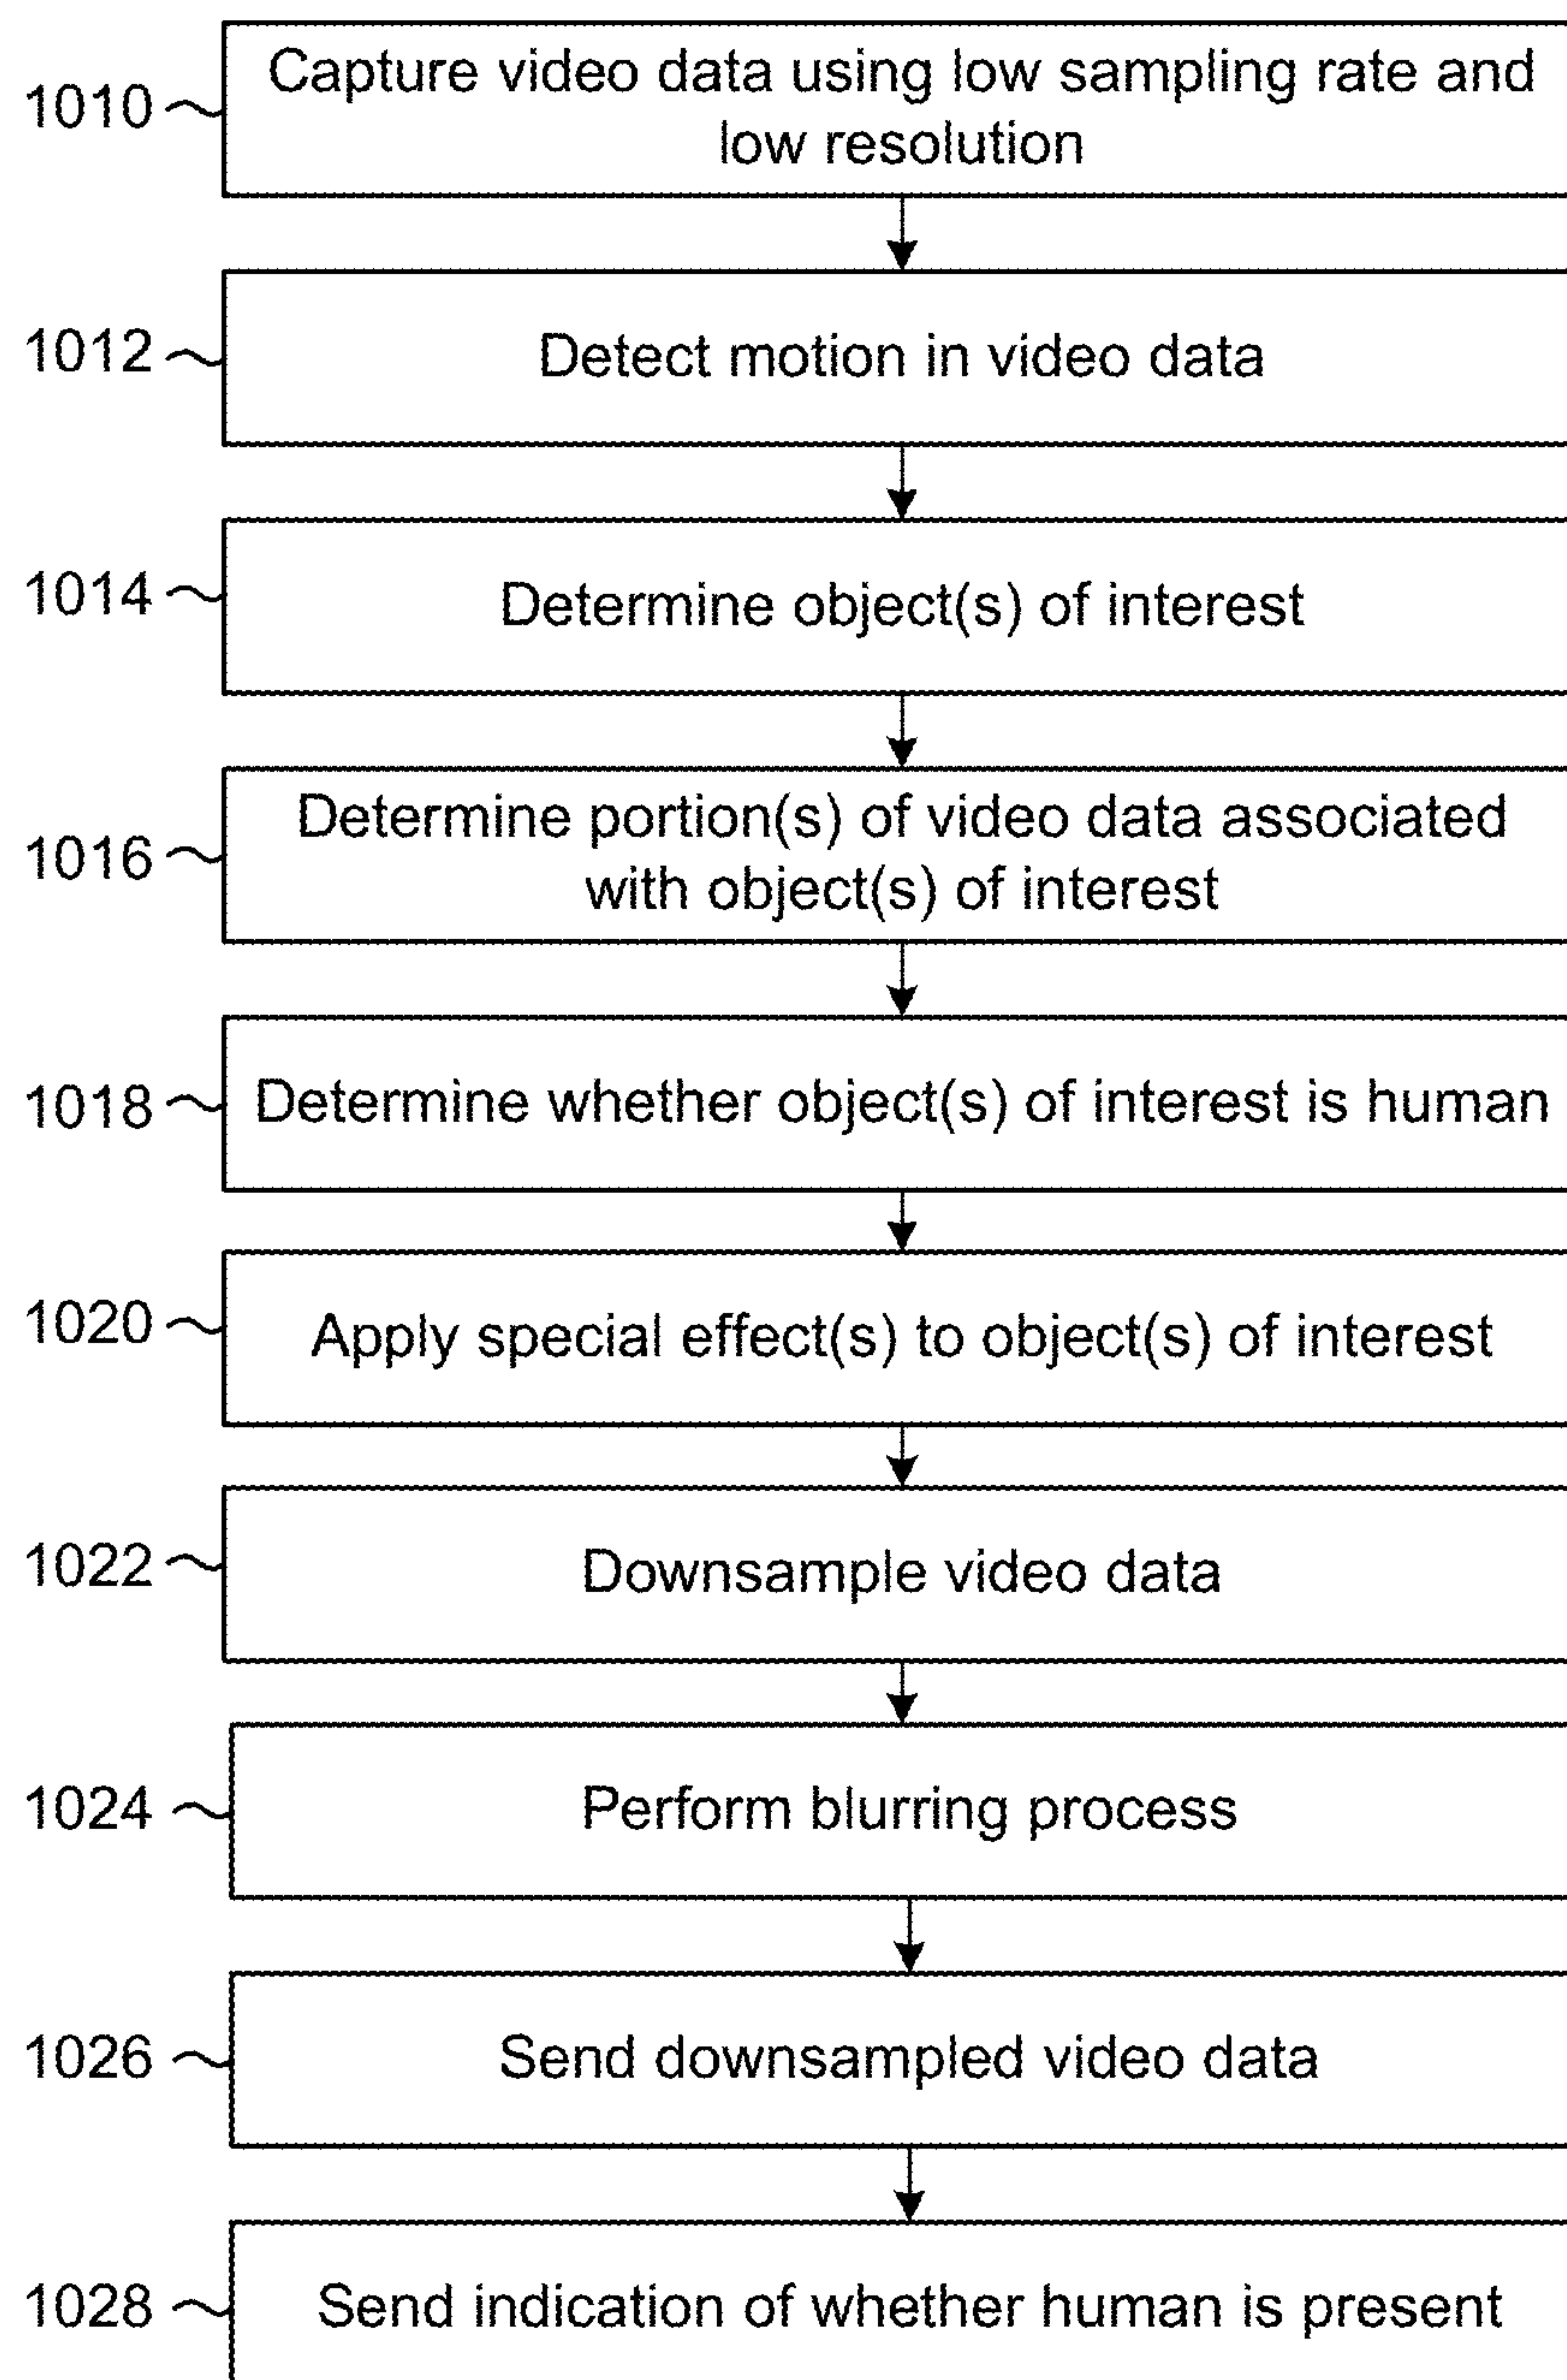 1010
Capture video data using low sampling rate and
low resolution
1012
Detect motion in video data
1014
Determine object(s) of interest
1016
Determine portion(s) of video data associated
with object(s) of interest
1018
Determine whether object(s) of interest is human
1020
Apply special effect(s) to object(s) of interest
1022
Downsample video data
1024
Perform blurring process
1026
Send downsampled video data
1028
Send indication of whether human is present